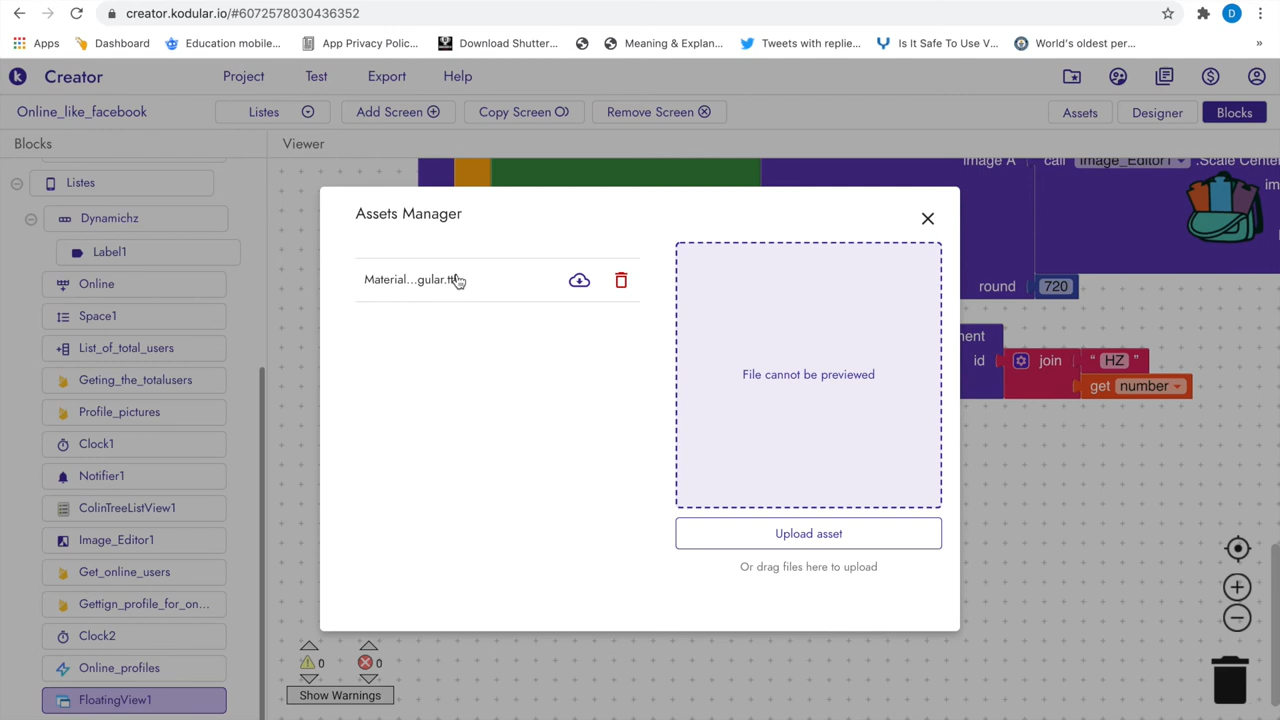 creator.kodular.io/#6072578030436352
D
Apps Dashboard Education mobile... App Privacy Polic... Download Shutter... Meaning & Explan... Tweets with replie... Is It Safe To Use V... World's oldest per... »
k Creator Project Test Export Help
Online_like_facebook Listes Add Screen Copy Screen Remove Screen Assets Designer Blocks
Blocks Viewer
Listes
Dynamichz
Label1
Online
Space1
List_of_total_users
Geting_the_totalusers
Profile_pictures
Clock1
Notifier1
ColinTreeListView1
Image_Editor1
Get_online_users
Gettign_profile_for_on...
Clock2
Online_profiles
FloatingView1
Image A call Image_Editor1 .Scale Cente
im
round 720
ment
id join " HZ "
get number
Assets Manager
Material...gular.ttf
File cannot be previewed
Upload asset
Or drag files here to upload
0 0
Show Warnings